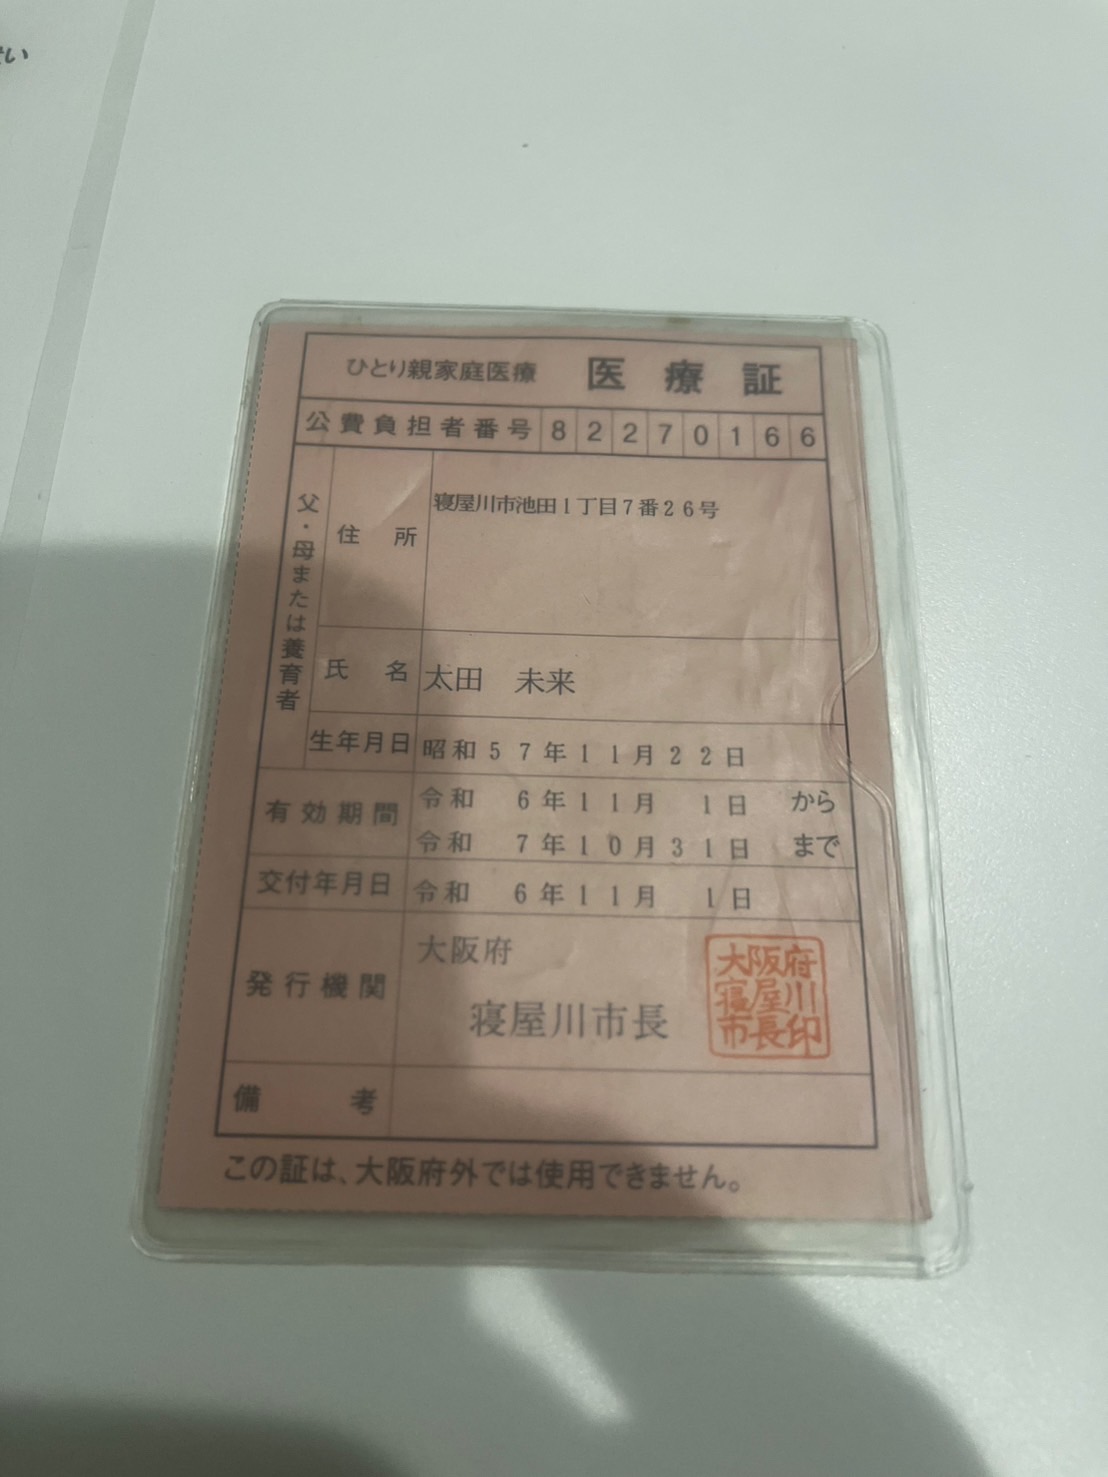 せい
ひとり親家庭医療 医療証
公費負担者番号 82270166
父・母または養育者
住所 寝屋川市池田1丁目7番26号
氏名 太田 未来
生年月日 昭和57年11月22日
有効期間 令和 6年11月 1日 から
令和 7年10月31日 まで
交付年月日 令和 6年11月 1日
発行機関 大阪府
寝屋川市長
大阪府
寝屋川
市長印
備考
この証は、大阪府外では使用できません。